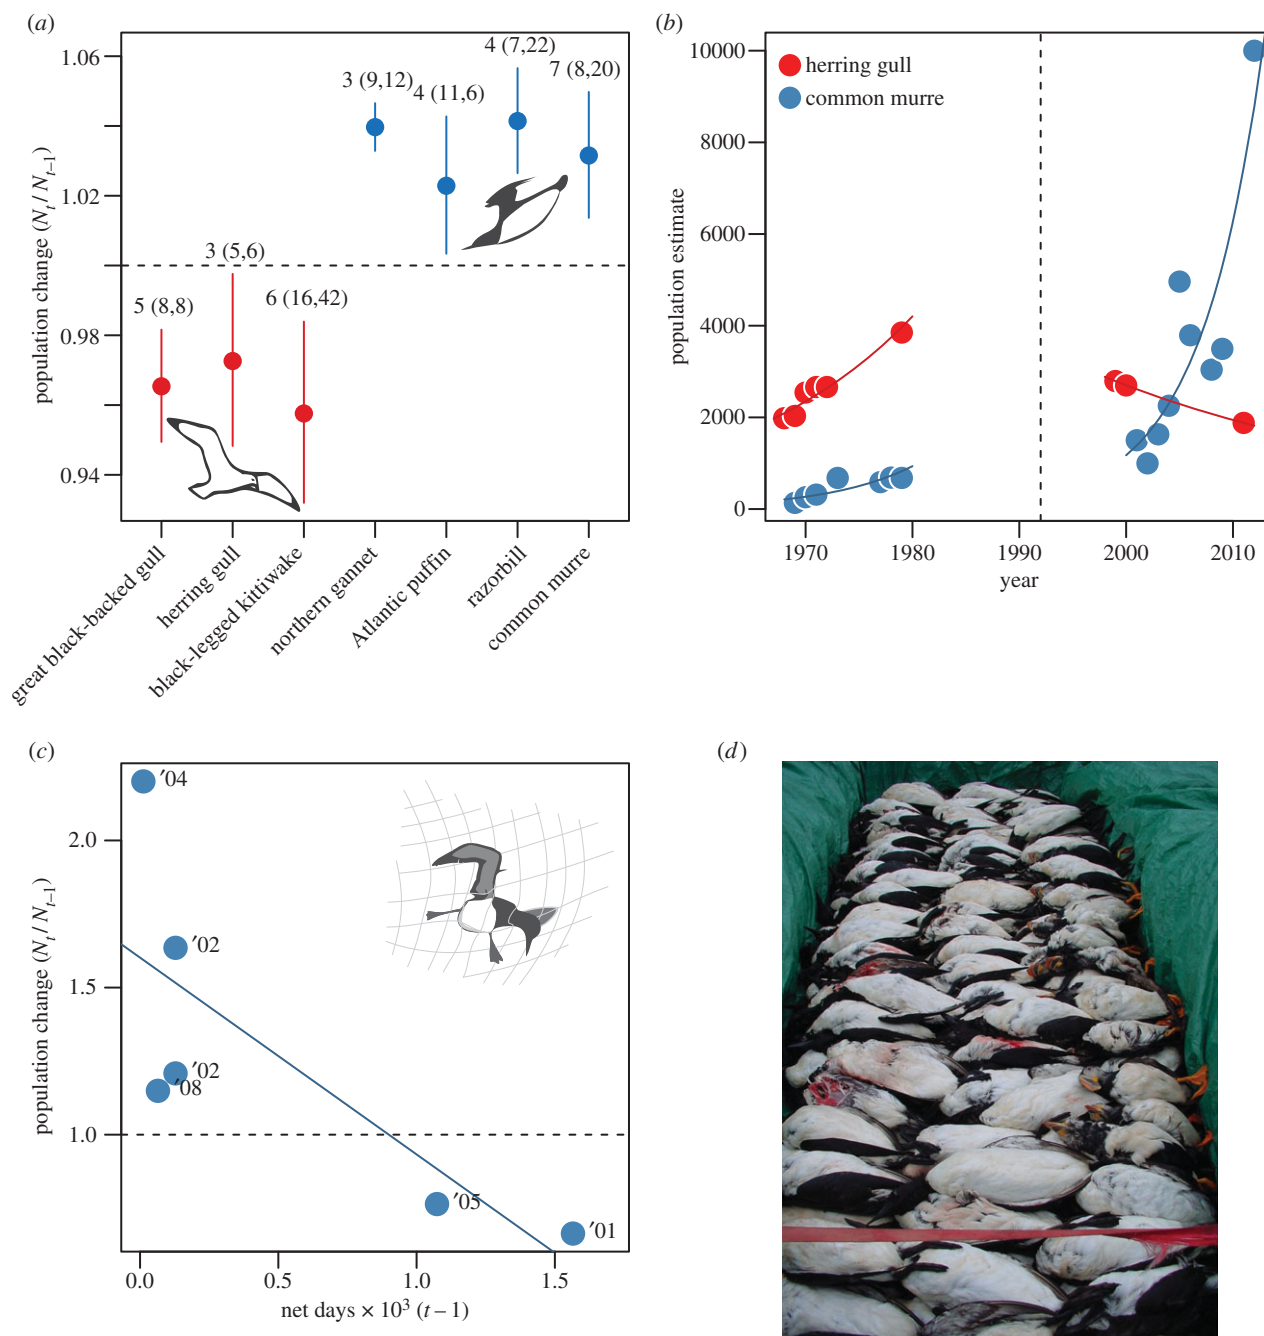 (a)
1.06
1.02
0.98
0.94
population change (Nt / Nt–1)
5 (8,8)
3 (5,6)
6 (16,42)
3 (9,12)
4 (11,6)
4 (7,22)
7 (8,20)
great black-backed gull
herring gull
black-legged kittiwake
northern gannet
Atlantic puffin
razorbill
common murre
(b)
herring gull
common murre
10000
8000
6000
4000
2000
0
population estimate
1970
1980
1990
2000
2010
year
(c)
2.0
1.5
1.0
population change (Nt / Nt–1)
′04
′02
′02
′08
′05
′01
0.0
0.5
1.0
1.5
net days × 10³ (t – 1)
(d)